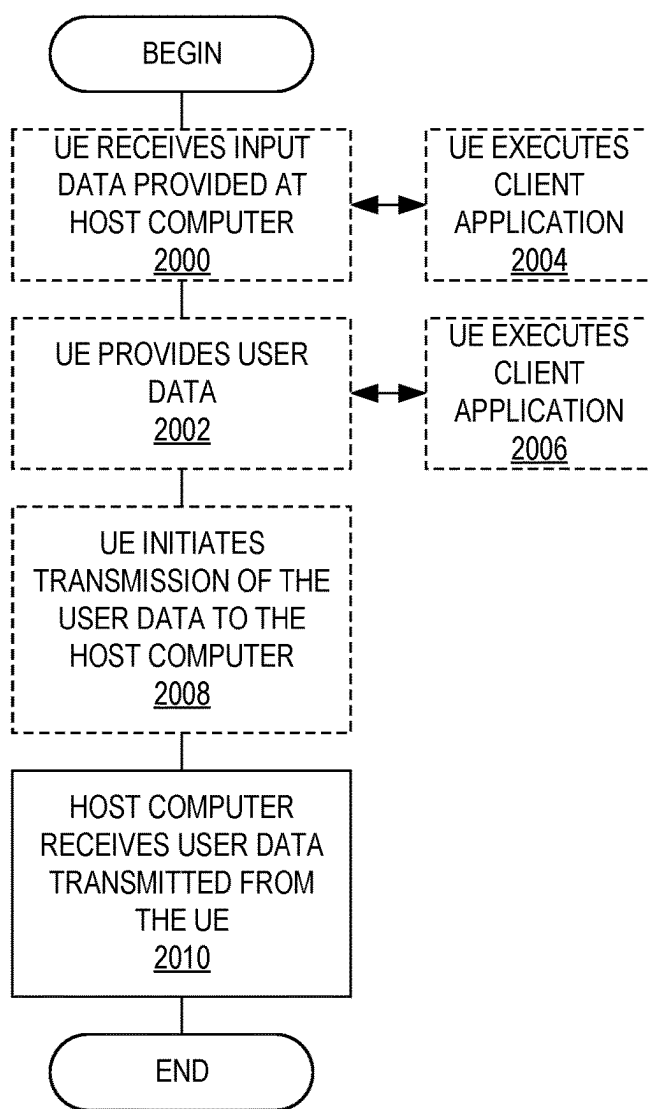 BEGIN
UE RECEIVES INPUT
DATA PROVIDED AT
HOST COMPUTER
2000
UE EXECUTES
CLIENT
APPLICATION
2004
UE PROVIDES USER
DATA
2002
UE EXECUTES
CLIENT
APPLICATION
2006
UE INITIATES
TRANSMISSION OF THE
USER DATA TO THE
HOST COMPUTER
2008
HOST COMPUTER
RECEIVES USER DATA
TRANSMITTED FROM
THE UE
2010
END